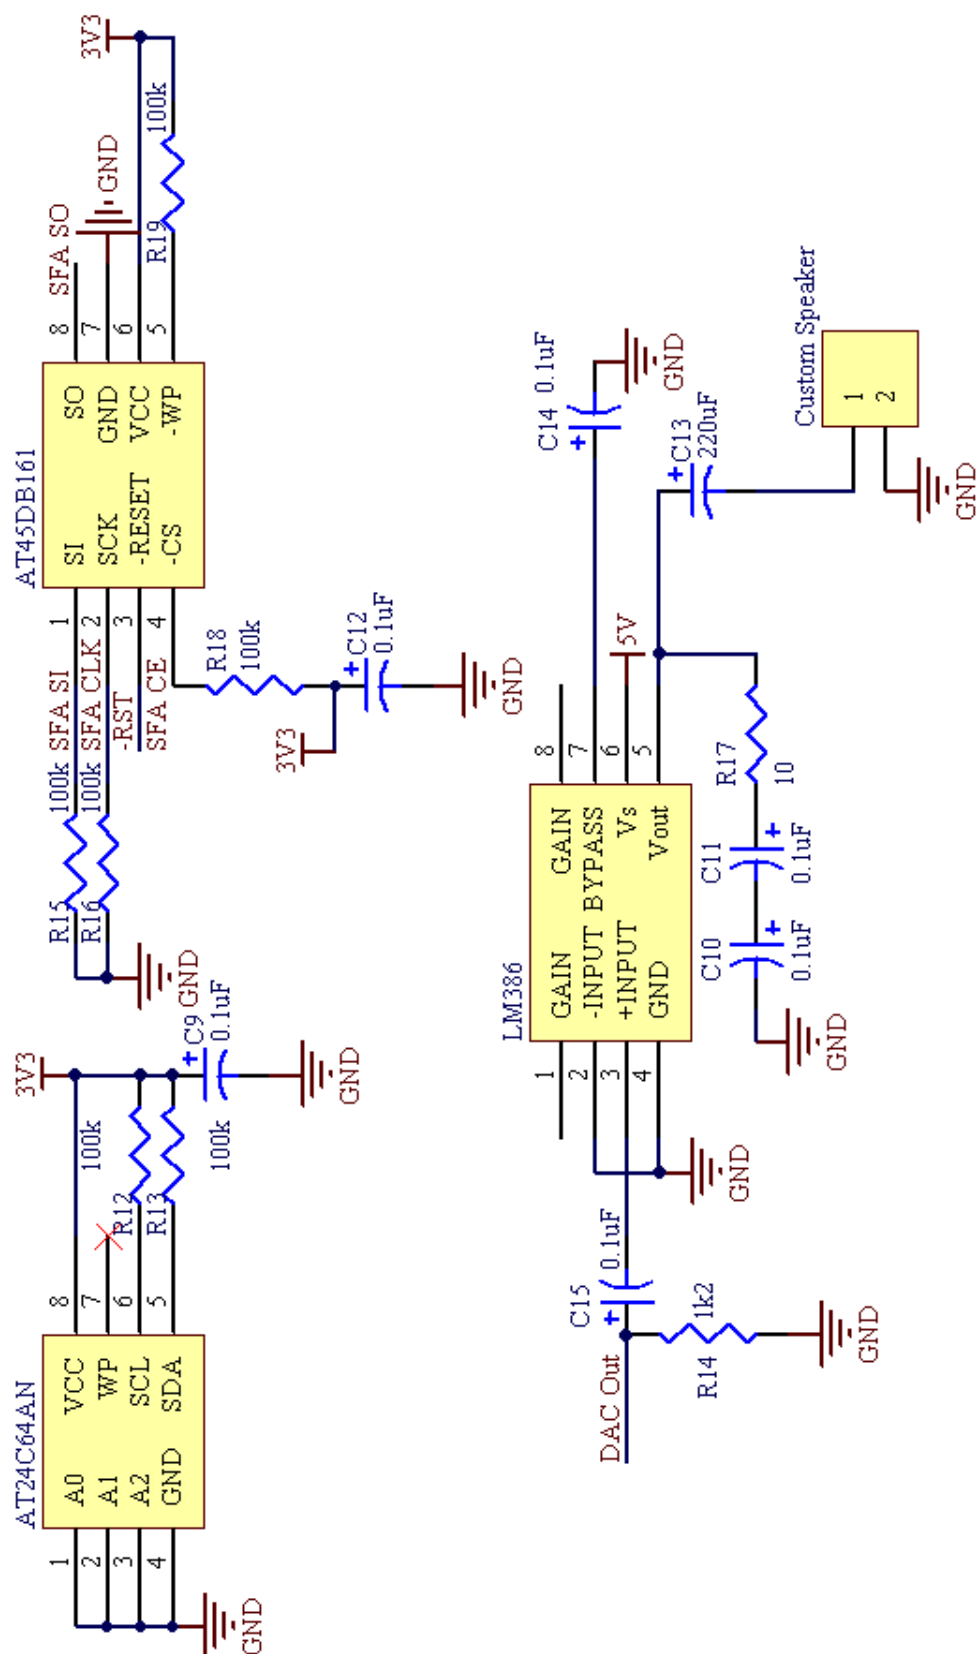 AT24C64AN
1 A0 VCC 8
2 A1 WP 7
3 A2 SCL 6
4 GND SDA 5
GND
R12 100k
R13 100k
3V3
C9
0.1uF
GND
AT45DB161
R15 100k SFA SI 1 SI SO 8 SFA SO
R16 100k SFA CLK 2 SCK GND 7 GND
-RST 3 -RESET VCC 6
SFA CE 4 -CS -WP 5
GND
R18
100k
3V3
C12
0.1uF
GND
R19 100k
3V3
LM386
1 GAIN GAIN 8
2 -INPUT BYPASS 7
3 +INPUT Vs 6
4 GND Vout 5
DAC Out
C15 0.1uF
R14 1k2
GND
GND
5V
C14 0.1uF
GND
C13
220uF
R17
10
C11
0.1uF
C10
0.1uF
GND
Custom Speaker
1
2
GND